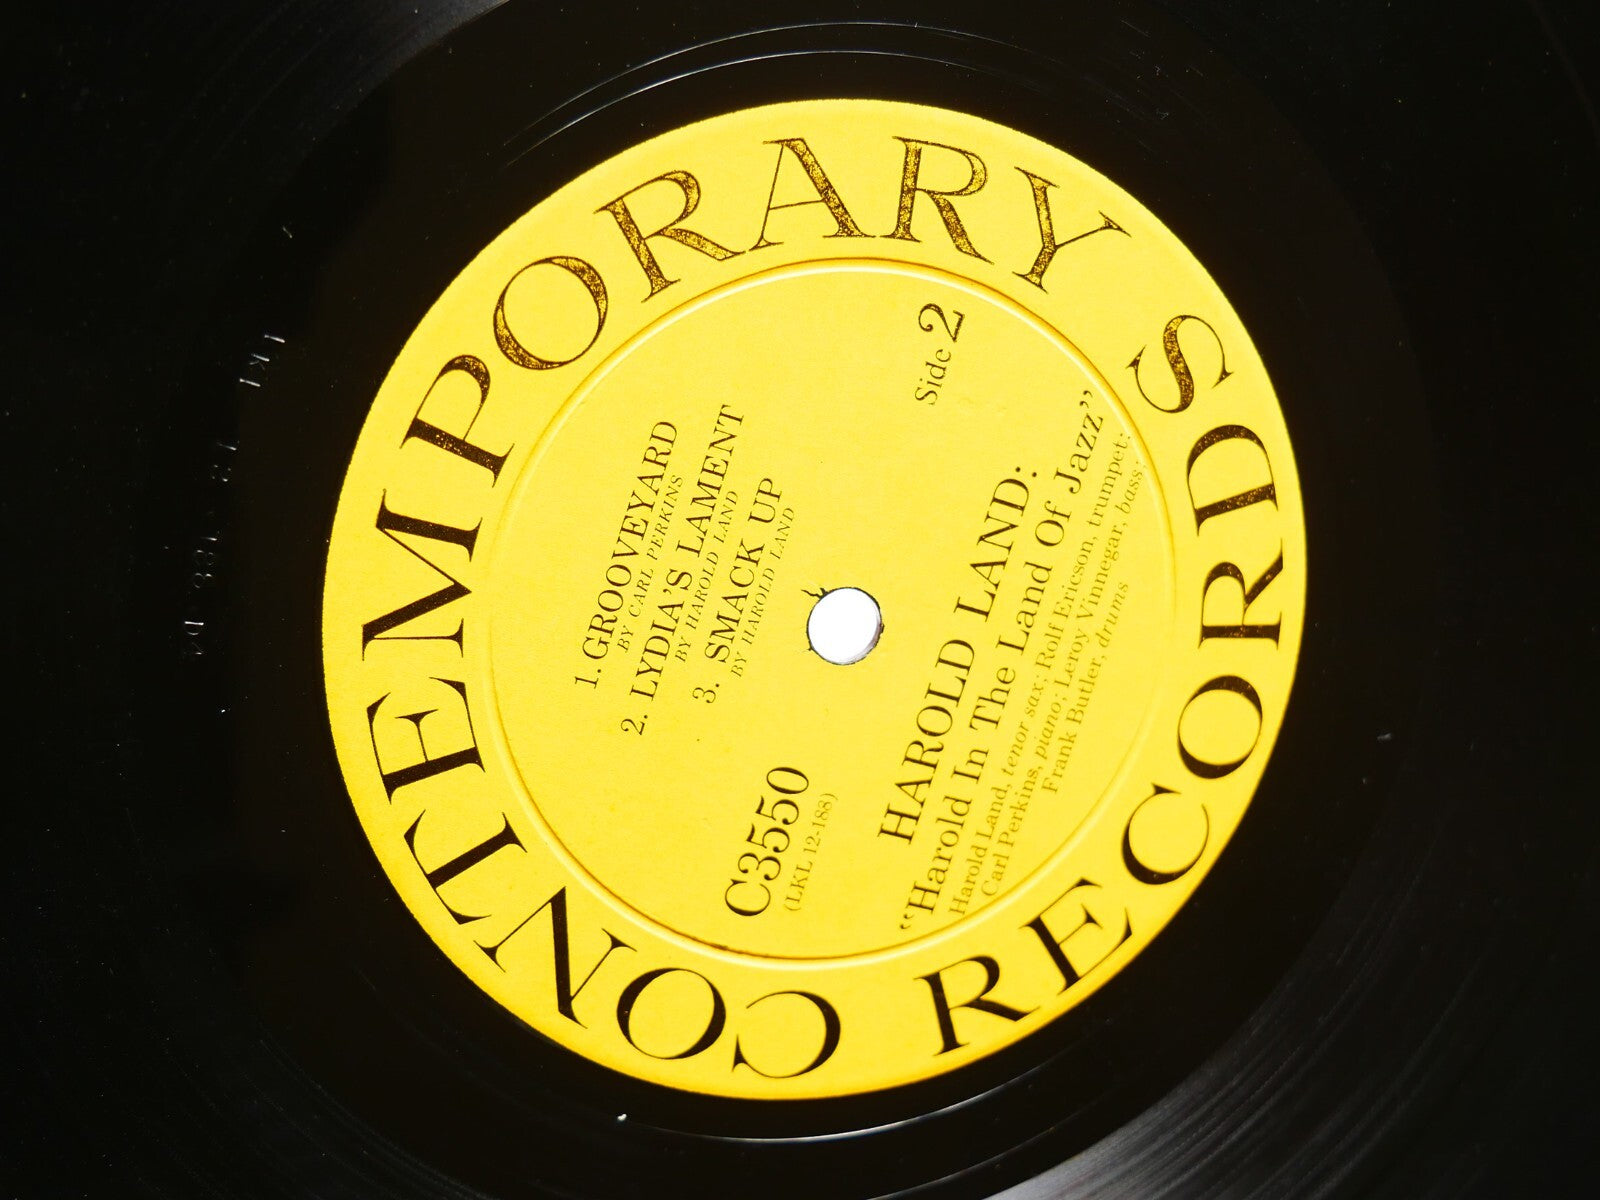 CONTEMPORARY RECORDS
Side 2
1. GROOVEYARD
BY CARL PERKINS
2. LYDIA'S LAMENT
BY HAROLD LAND
3. SMACK UP
BY HAROLD LAND
C3550
(LKL 12-188)
HAROLD LAND:
"Harold In The Land Of Jazz"
Harold Land, tenor sax; Rolf Ericson, trumpet;
Carl Perkins, piano; Leroy Vinnegar, bass;
Frank Butler, drums